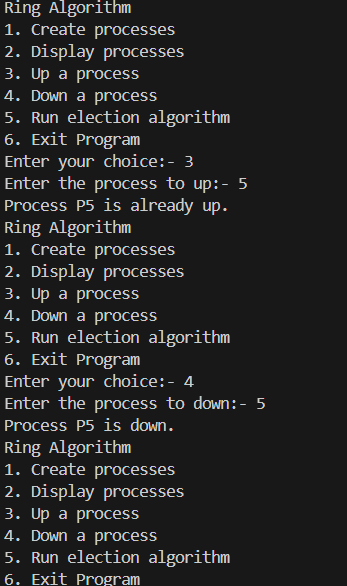 Ring Algorithm
1. Create processes
2. Display processes
3. Up a process
4. Down a process
5. Run election algorithm
6. Exit Program
Enter your choice:- 3
Enter the process to up:- 5
Process P5 is already up.
Ring Algorithm
1. Create processes
2. Display processes
3. Up a process
4. Down a process
5. Run election algorithm
6. Exit Program
Enter your choice:- 4
Enter the process to down:- 5
Process P5 is down.
Ring Algorithm
1. Create processes
2. Display processes
3. Up a process
4. Down a process
5. Run election algorithm
6. Exit Program